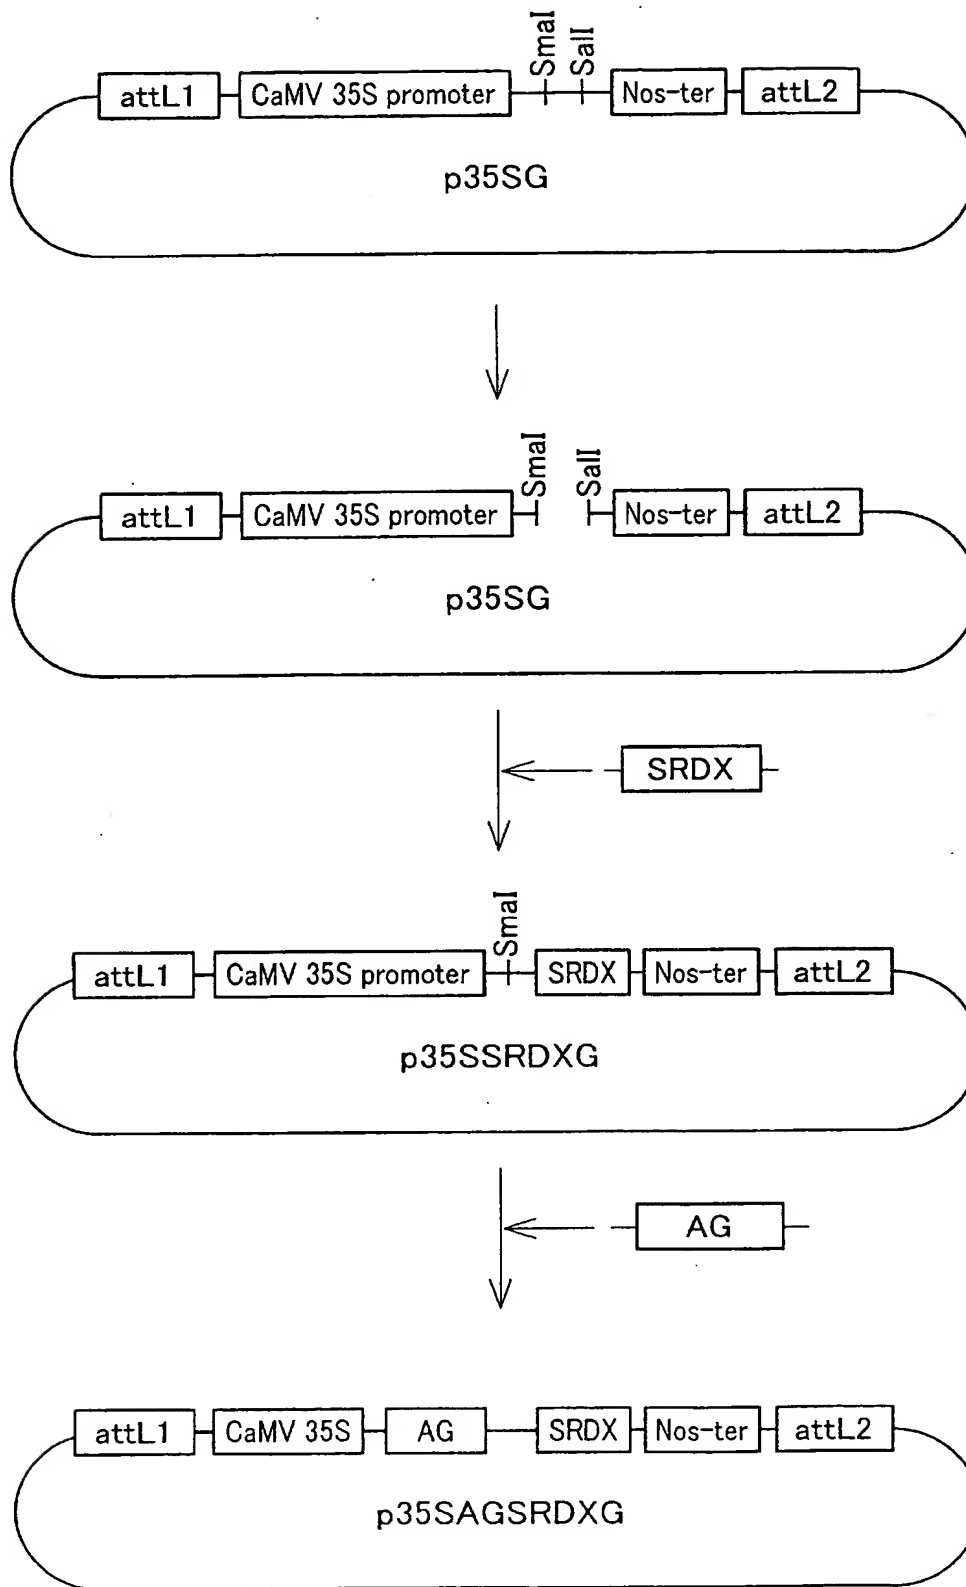 SmaI SalI
attL1 CaMV 35S promoter Nos-ter attL2
p35SG
SmaI SalI
attL1 CaMV 35S promoter Nos-ter attL2
p35SG
SRDX
SmaI
attL1 CaMV 35S promoter SRDX Nos-ter attL2
p35SSRDXG
AG
attL1 CaMV 35S AG SRDX Nos-ter attL2
p35SAGSRDXG